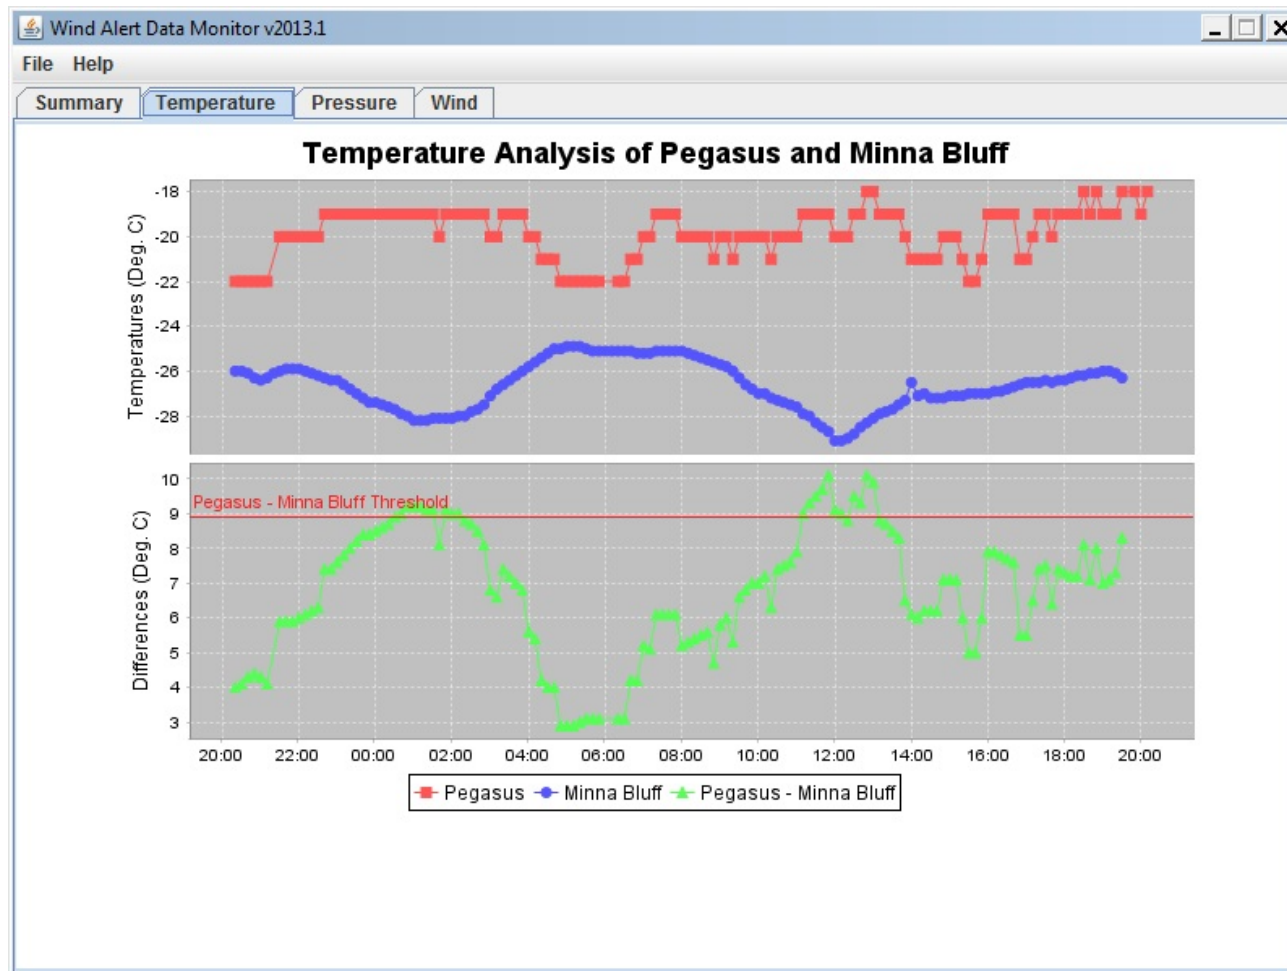 Wind Alert Data Monitor v2013.1
File Help
Summary Temperature Pressure Wind
Temperature Analysis of Pegasus and Minna Bluff
Temperatures (Deg. C)
-18
-20
-22
-24
-26
-28
Differences (Deg. C)
10
9
8
7
6
5
4
3
Pegasus - Minna Bluff Threshold
20:00 22:00 00:00 02:00 04:00 06:00 08:00 10:00 12:00 14:00 16:00 18:00 20:00
Pegasus Minna Bluff Pegasus - Minna Bluff